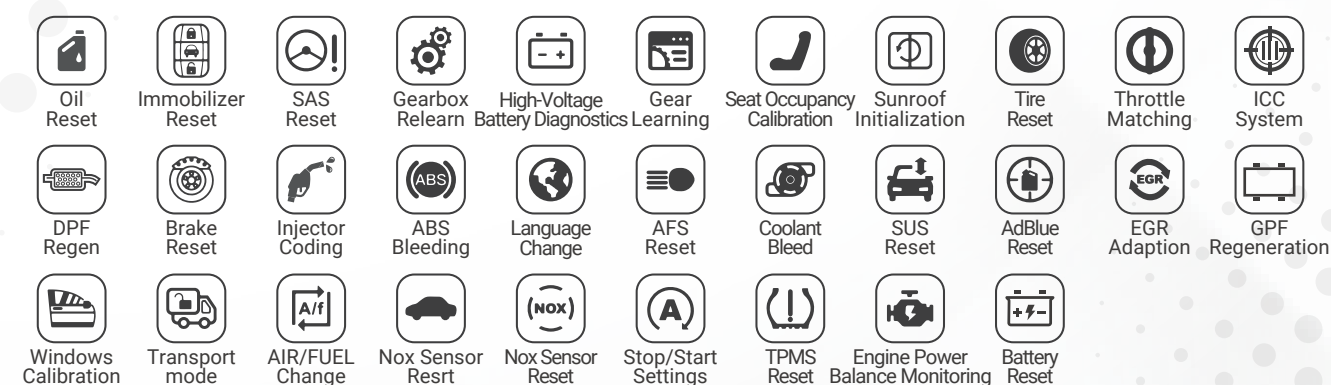 Oil
Reset
Immobilizer
Reset
SAS
Reset
Gearbox
Relearn
High-Voltage
Battery Diagnostics
Gear
Learning
Seat Occupancy
Calibration
Sunroof
Initialization
Tire
Reset
Throttle
Matching
ICC
System
DPF
Regen
Brake
Reset
Injector
Coding
ABS
ABS
Bleeding
Language
Change
AFS
Reset
Coolant
Bleed
SUS
Reset
AdBlue
Reset
EGR
EGR
Adaption
GPF
Regeneration
Windows
Calibration
Transport
mode
A/f
AIR/FUEL
Change
Nox Sensor
Resrt
NOX
Nox Sensor
Reset
A
Stop/Start
Settings
TPMS
Reset
Engine Power
Balance Monitoring
Battery
Reset